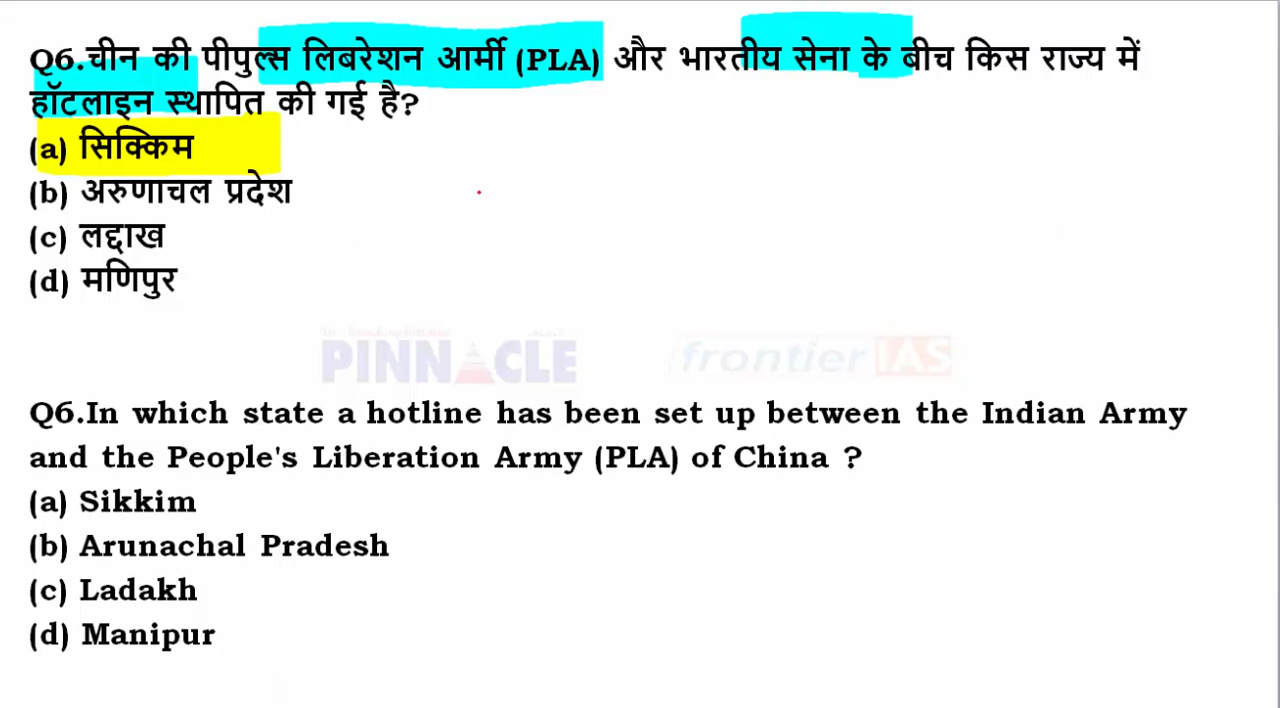 Q6.चीन की पीपुल्स लिबरेशन आर्मी (PLA) और भारतीय सेना के बीच किस राज्य में
हॉटलाइन स्थापित की गई है?
(a) सिक्किम
(b) अरुणाचल प्रदेश
(c) लद्दाख
(d) मणिपुर
PINNACLE frontier IAS
Q6.In which state a hotline has been set up between the Indian Army
and the People's Liberation Army (PLA) of China ?
(a) Sikkim
(b) Arunachal Pradesh
(c) Ladakh
(d) Manipur